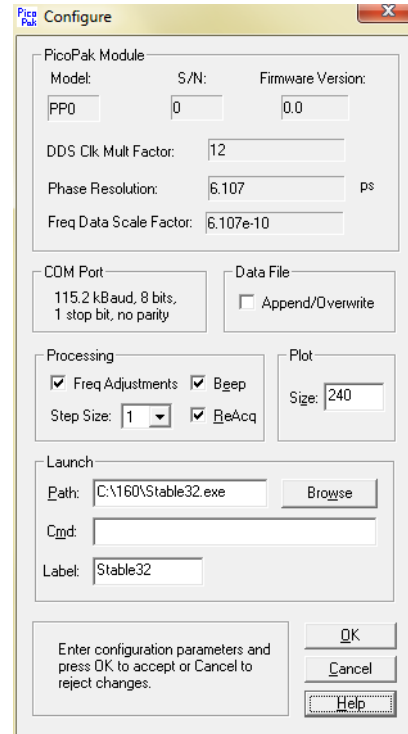 Pico Pak Configure
PicoPak Module
Model: S/N: Firmware Version:
PP0 0 0.0
DDS Clk Mult Factor: 12
Phase Resolution: 6.107 ps
Freq Data Scale Factor: 6.107e-10
COM Port
115.2 kBaud, 8 bits,
1 stop bit, no parity
Data File
Append/Overwrite
Processing
Freq Adjustments Beep
Step Size: 1 ReAcq
Plot
Size: 240
Launch
Path: C:\160\Stable32.exe Browse
Cmd:
Label: Stable32
Enter configuration parameters and
press OK to accept or Cancel to
reject changes.
OK
Cancel
Help